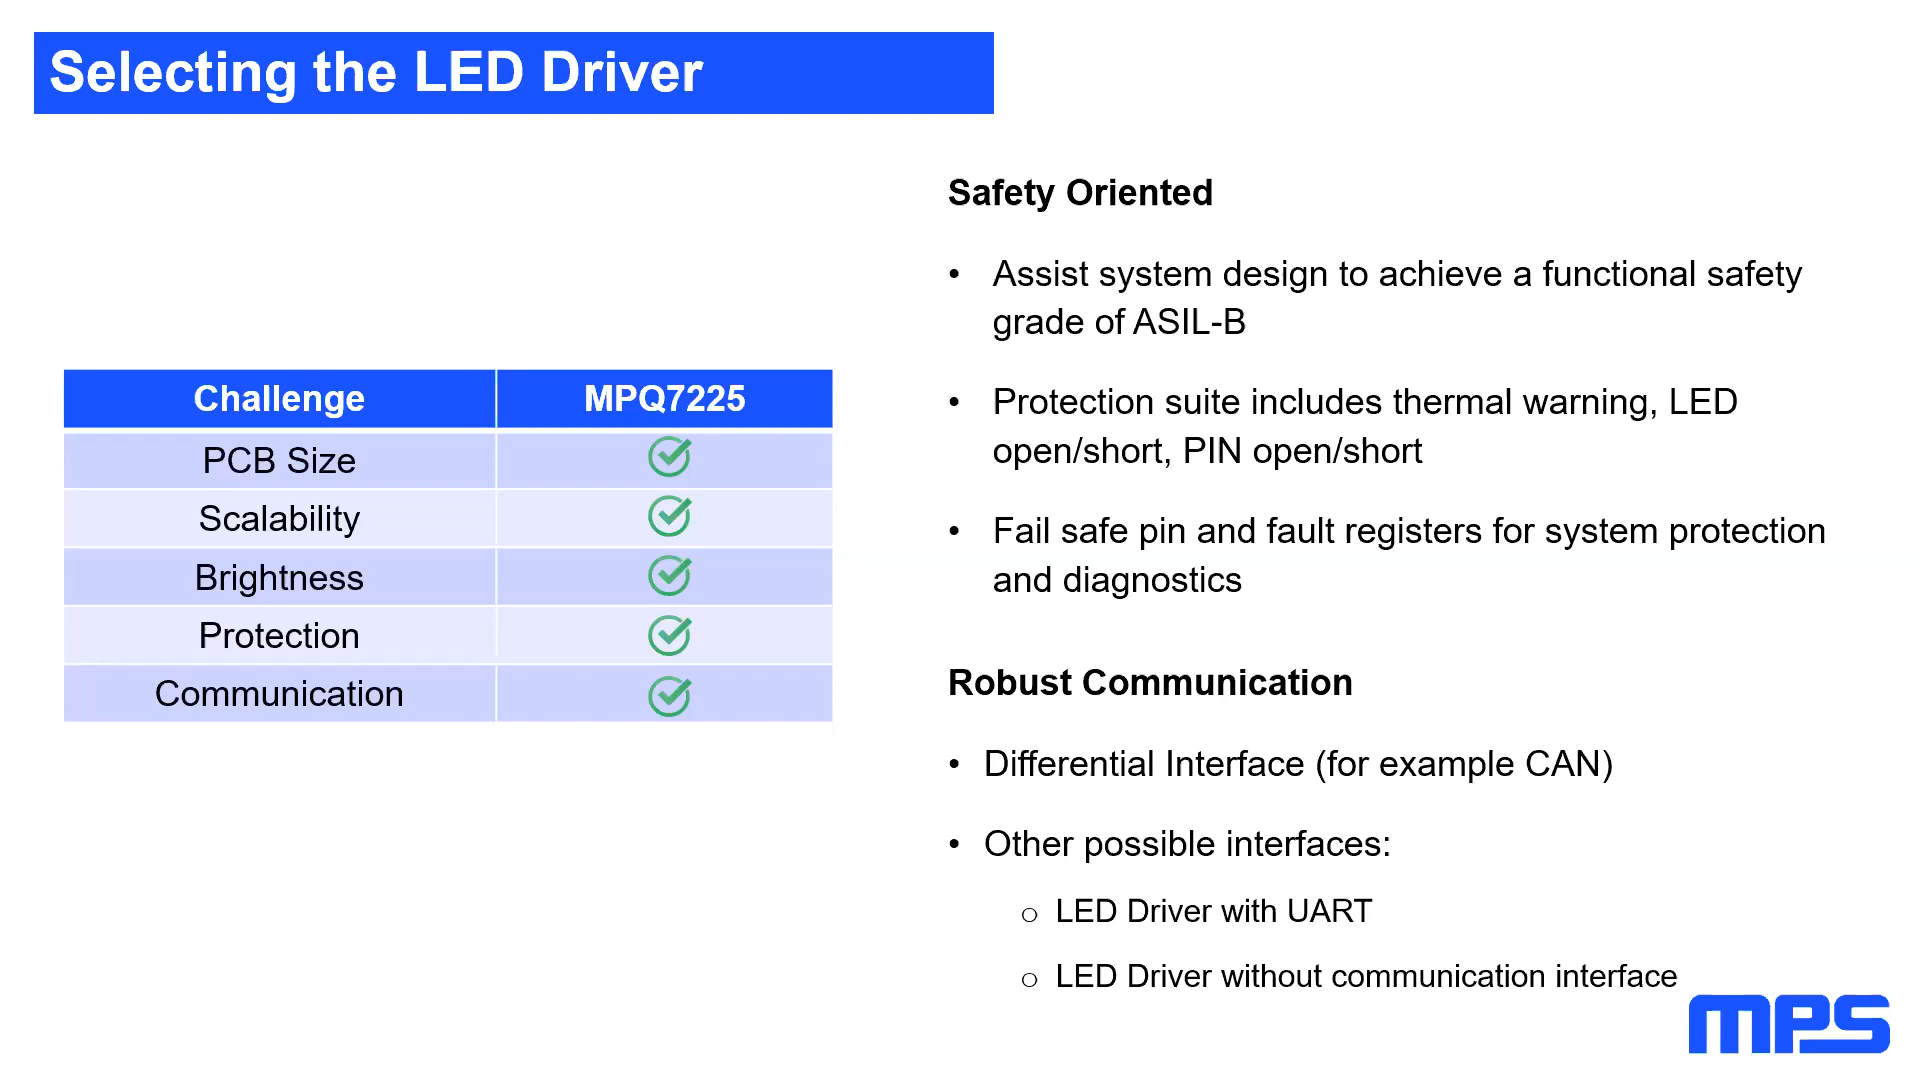 Selecting the LED Driver
Challenge MPQ7225
PCB Size
Scalability
Brightness
Protection
Communication
Safety Oriented
• Assist system design to achieve a functional safety
grade of ASIL-B
• Protection suite includes thermal warning, LED
open/short, PIN open/short
• Fail safe pin and fault registers for system protection
and diagnostics
Robust Communication
• Differential Interface (for example CAN)
• Other possible interfaces:
o LED Driver with UART
o LED Driver without communication interface
mps